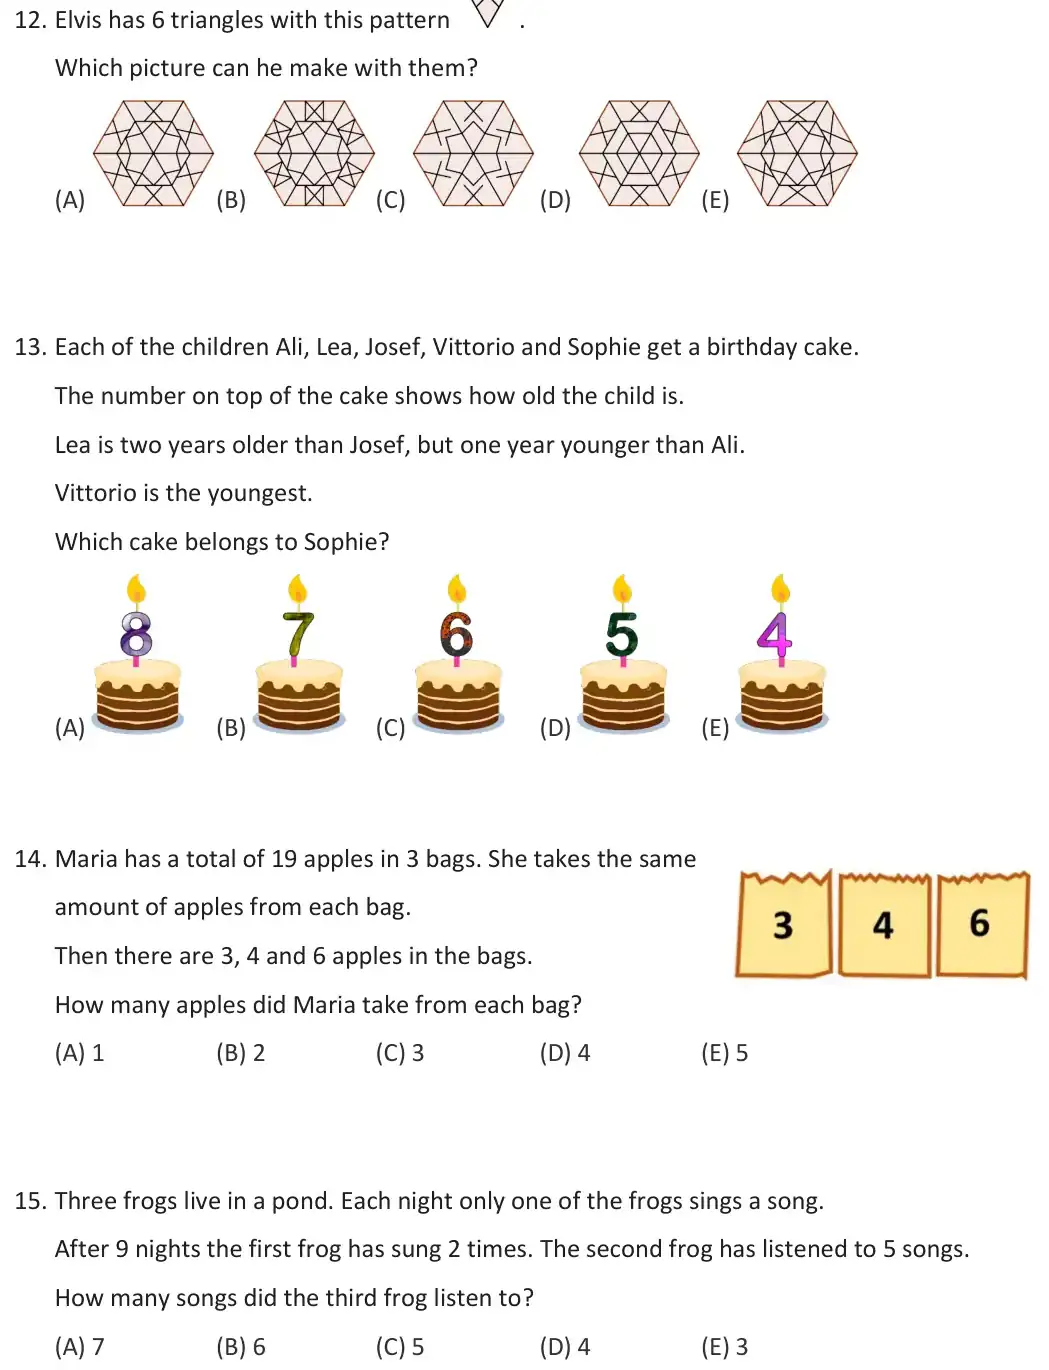 12. Elvis has 6 triangles with this pattern .
Which picture can he make with them?
(A) (B) (C) (D) (E)
13. Each of the children Ali, Lea, Josef, Vittorio and Sophie get a birthday cake.
The number on top of the cake shows how old the child is.
Lea is two years older than Josef, but one year younger than Ali.
Vittorio is the youngest.
Which cake belongs to Sophie?
8 7 6 5 4
(A) (B) (C) (D) (E)
14. Maria has a total of 19 apples in 3 bags. She takes the same
amount of apples from each bag.
3 4 6
Then there are 3, 4 and 6 apples in the bags.
How many apples did Maria take from each bag?
(A) 1 (B) 2 (C) 3 (D) 4 (E) 5
15. Three frogs live in a pond. Each night only one of the frogs sings a song.
After 9 nights the first frog has sung 2 times. The second frog has listened to 5 songs.
How many songs did the third frog listen to?
(A) 7 (B) 6 (C) 5 (D) 4 (E) 3